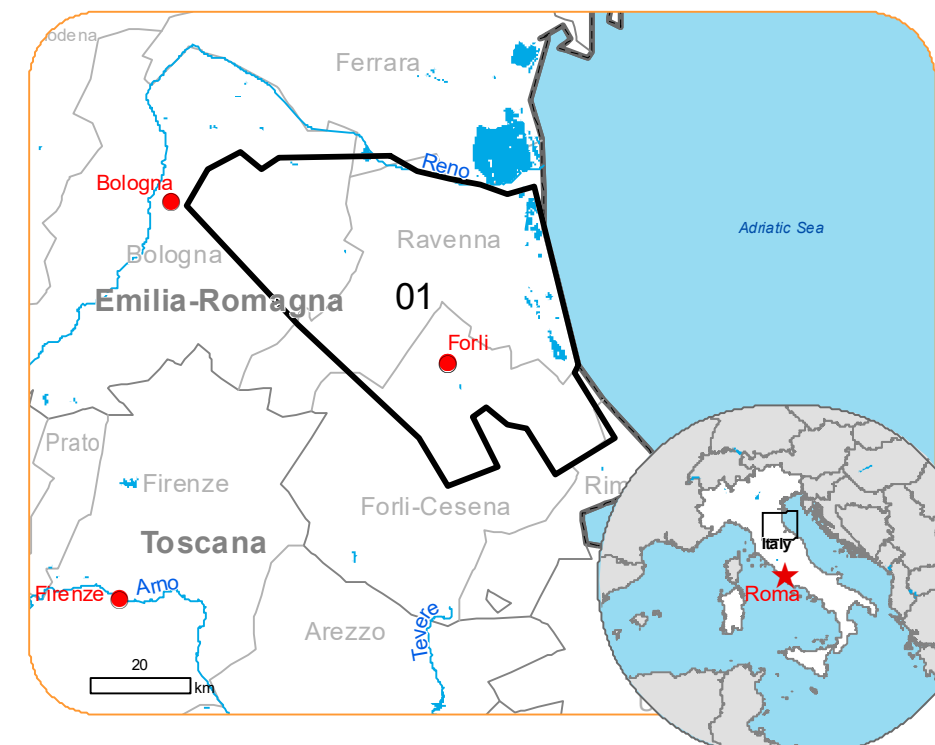 odena
Ferrara
Reno
Bologna
Ravenna
Adriatic Sea
Bologna
Emilia-Romagna
01
Forli
Prato
Firenze
Forli-Cesena
Rim
Toscana
Italy
Firenze
Arno
Roma
Tevere
Arezzo
20
km